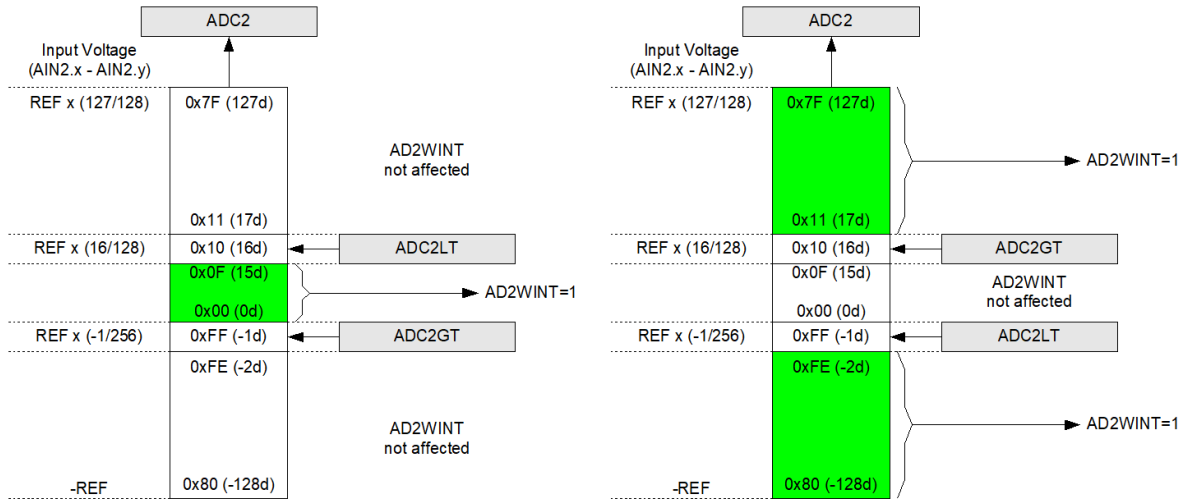 ADC2
Input Voltage
(AIN2.x - AIN2.y)
REF x (127/128)
0x7F (127d)
AD2WINT
not affected
0x11 (17d)
REF x (16/128)
0x10 (16d)
ADC2LT
0x0F (15d)
AD2WINT=1
0x00 (0d)
REF x (-1/256)
0xFF (-1d)
ADC2GT
0xFE (-2d)
AD2WINT
not affected
0x80 (-128d)
-REF
ADC2
Input Voltage
(AIN2.x - AIN2.y)
REF x (127/128)
0x7F (127d)
AD2WINT=1
0x11 (17d)
REF x (16/128)
0x10 (16d)
ADC2GT
0x0F (15d)
AD2WINT
not affected
0x00 (0d)
REF x (-1/256)
0xFF (-1d)
ADC2LT
0xFE (-2d)
AD2WINT=1
0x80 (-128d)
-REF